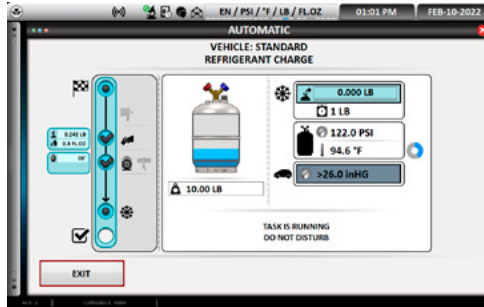 EN / PSI / °F / LB / FL.OZ
01:01 PM
FEB-10-2022
AUTOMATIC
VEHICLE: STANDARD
REFRIGERANT CHARGE
0.000 LB
1 LB
122.0 PSI
94.6 °F
>26.0 inHG
0.242 LB
0.8 FL.OZ
10.00 LB
TASK IS RUNNING
DO NOT DISTURB
EXIT